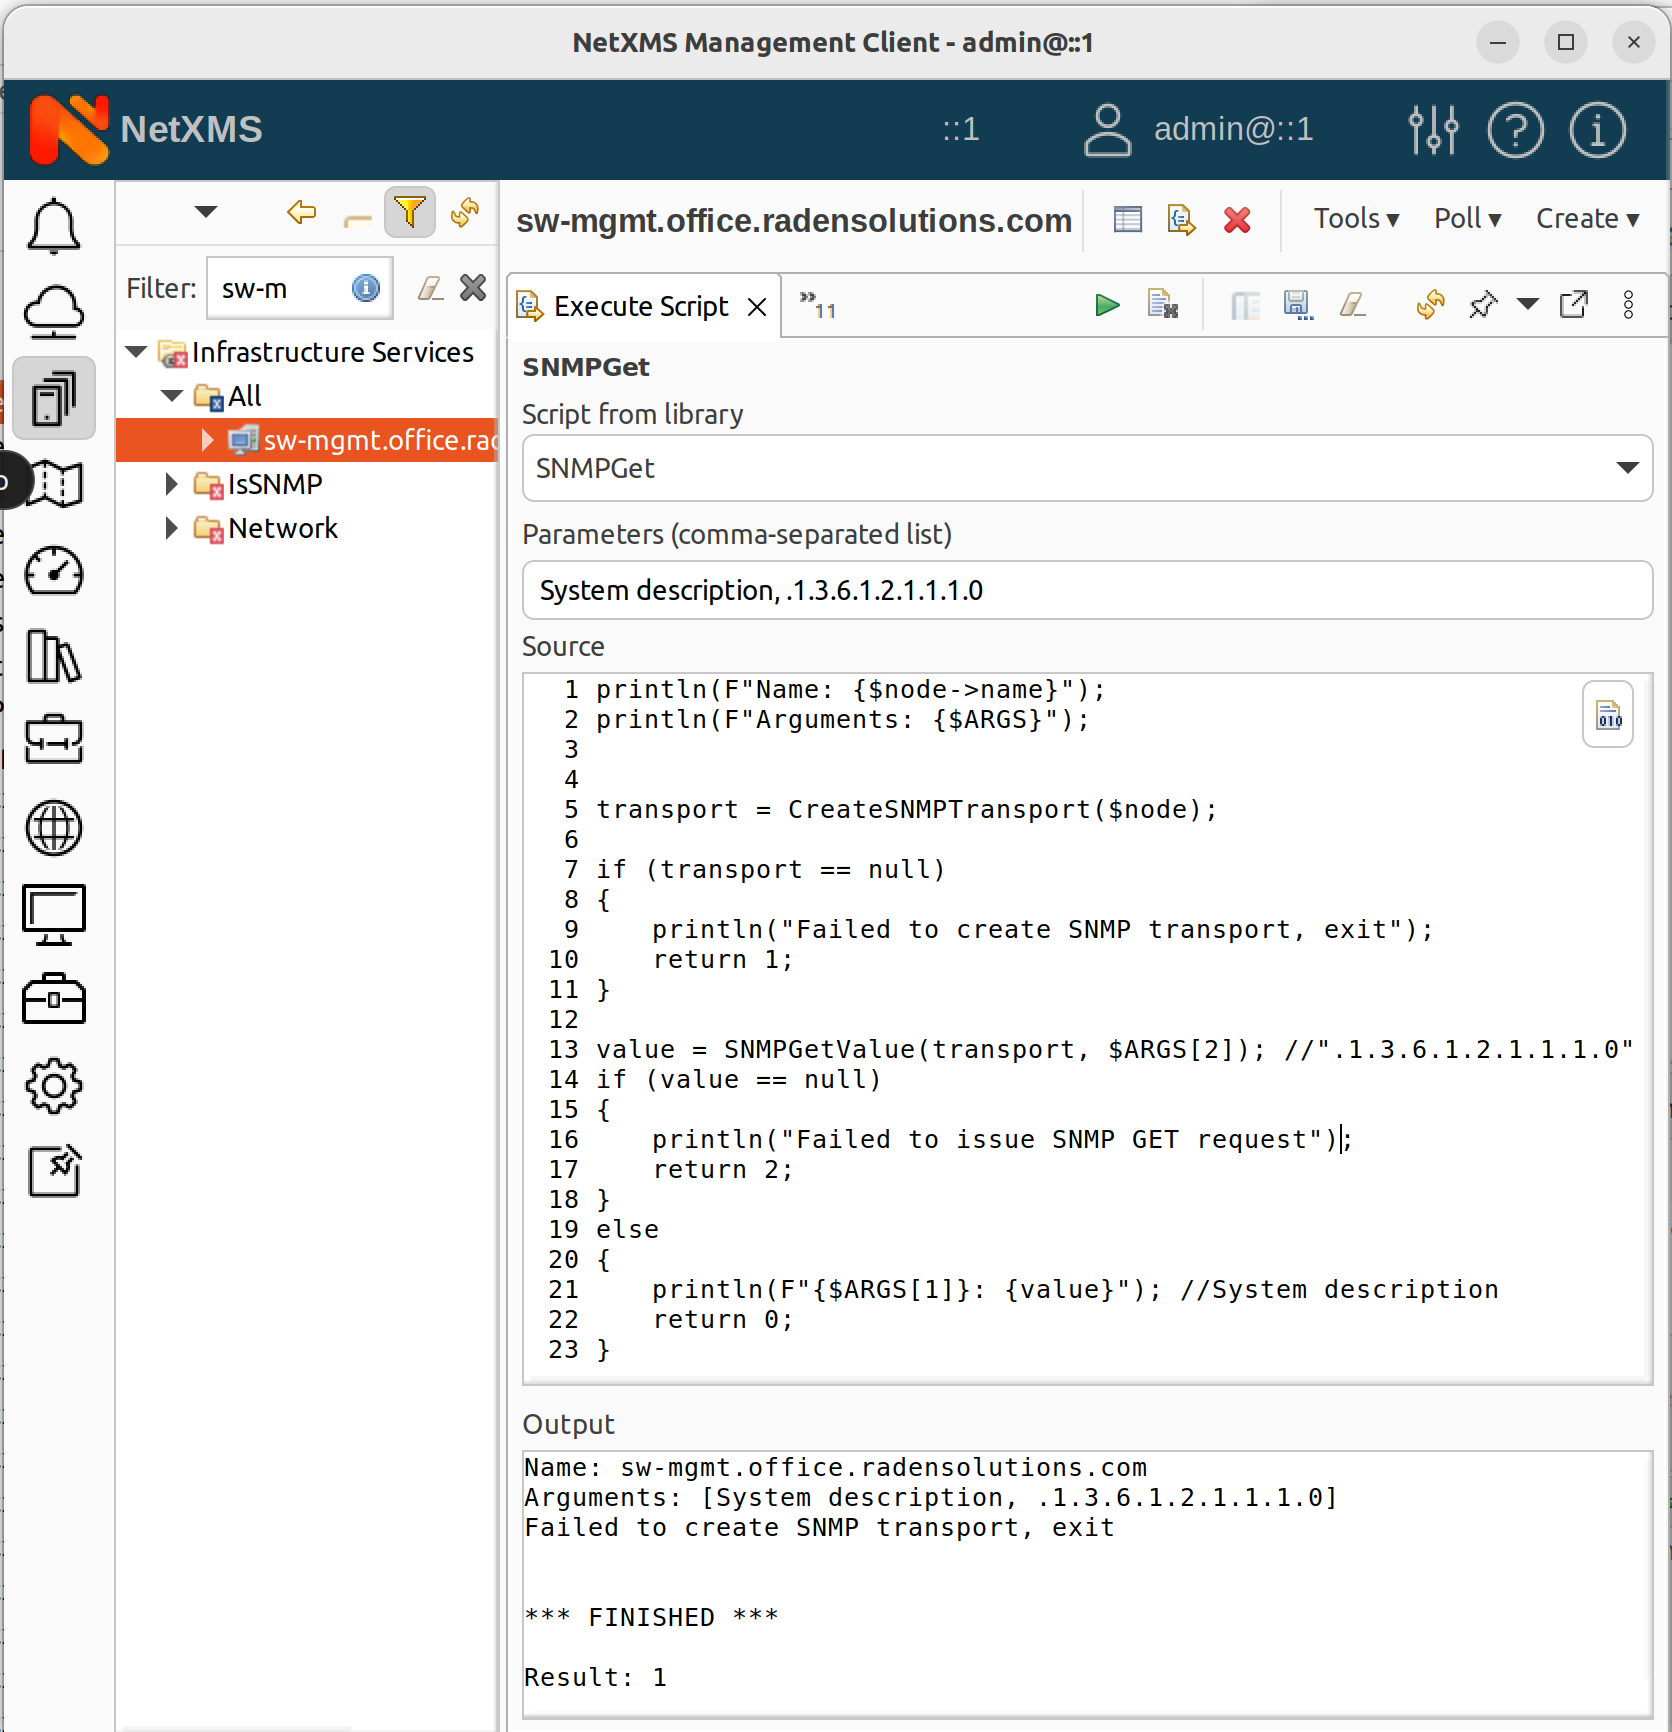 NetXMS Management Client - admin@::1
NetXMS
::1
admin@::1
sw-mgmt.office.radensolutions.com
Tools ▾
Poll ▾
Create ▾
Filter:
sw-m
Execute Script
»11
Infrastructure Services
All
sw-mgmt.office.rad
IsSNMP
Network
SNMPGet
Script from library
SNMPGet
Parameters (comma-separated list)
System description, .1.3.6.1.2.1.1.1.0
Source
1 println(F"Name: {$node->name}");
2 println(F"Arguments: {$ARGS}");
3
4
5 transport = CreateSNMPTransport($node);
6
7 if (transport == null)
8 {
9 println("Failed to create SNMP transport, exit");
10 return 1;
11 }
12
13 value = SNMPGetValue(transport, $ARGS[2]); //".1.3.6.1.2.1.1.1.0"
14 if (value == null)
15 {
16 println("Failed to issue SNMP GET request");
17 return 2;
18 }
19 else
20 {
21 println(F"{$ARGS[1]}: {value}"); //System description
22 return 0;
23 }
010
Output
Name: sw-mgmt.office.radensolutions.com
Arguments: [System description, .1.3.6.1.2.1.1.1.0]
Failed to create SNMP transport, exit
*** FINISHED ***
Result: 1